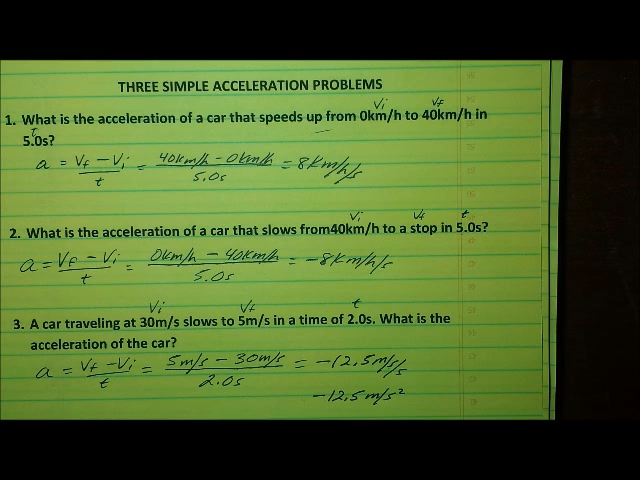 THREE SIMPLE ACCELERATION PROBLEMS
Vi Vf
1. What is the acceleration of a car that speeds up from 0km/h to 40km/h in
t
5.0s?
a = Vf - Vi / t = 40km/h - 0km/h / 5.0s = 8Km/h/s
Vi Vf t
2. What is the acceleration of a car that slows from40km/h to a stop in 5.0s?
a = Vf - Vi / t = 0km/h - 40km/h / 5.0s = -8Km/h/s
Vi Vf t
3. A car traveling at 30m/s slows to 5m/s in a time of 2.0s. What is the
acceleration of the car?
a = Vf - Vi / t = 5m/s - 30m/s / 2.0s = -12.5m/s/s
-12.5m/s²